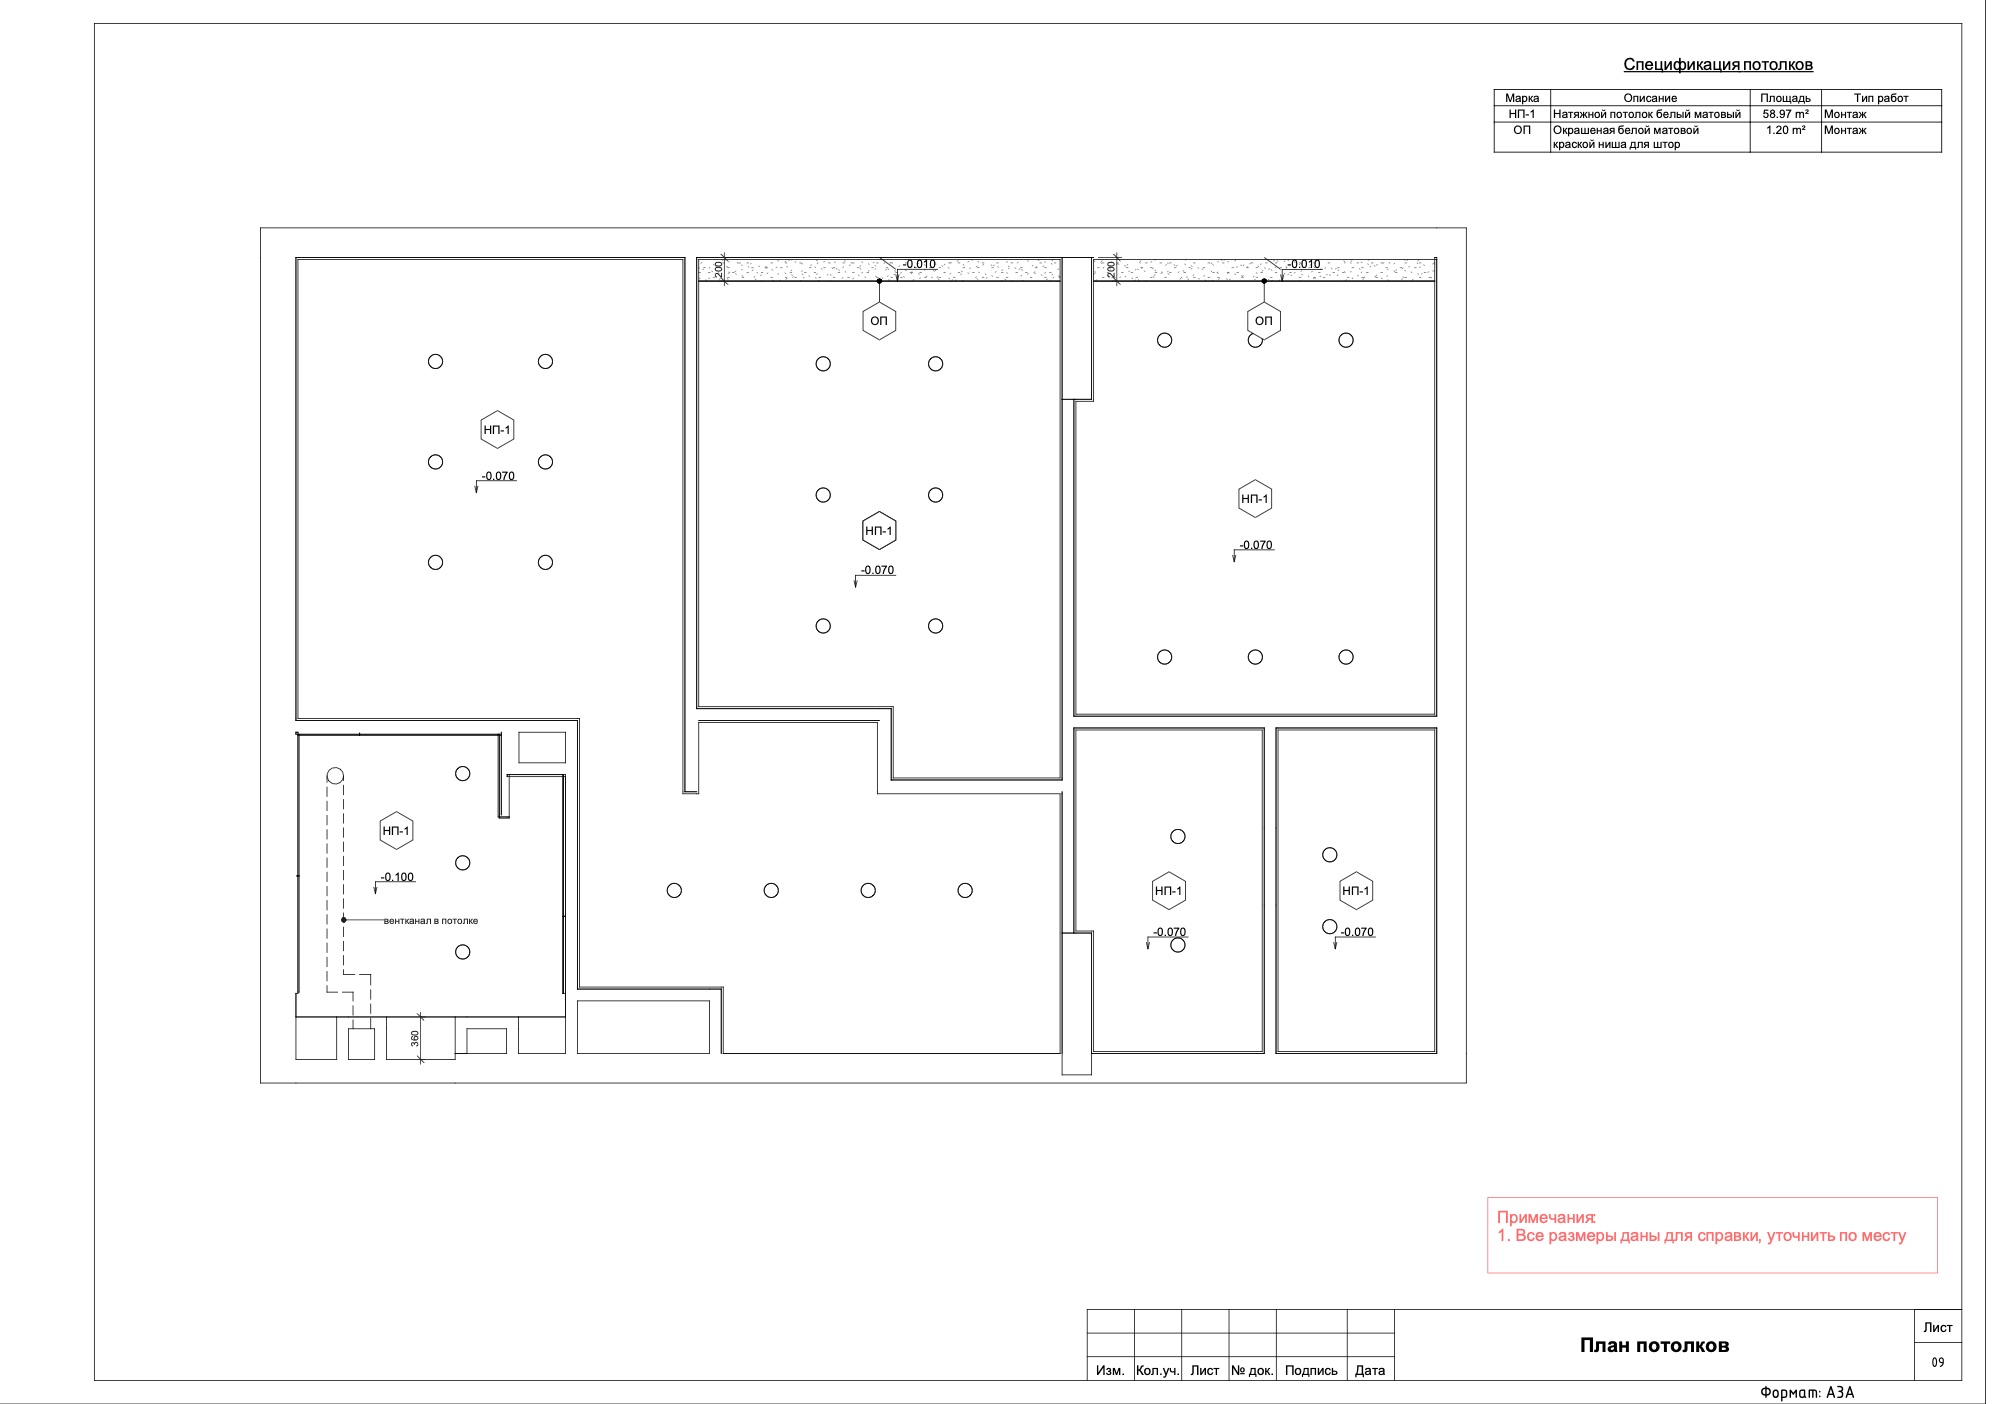 Спецификация потолков
Марка Описание Площадь Тип работ
НП-1 Натяжной потолок белый матовый 58.97 m² Монтаж
ОП Окрашеная белой матовой 1.20 m² Монтаж
краской ниша для штор
200 -0.010 200 -0.010
ОП ОП
НП-1
-0.070
НП-1
-0.070
НП-1
-0.070
НП-1
-0.100
вентканал в потолке
360
НП-1
-0.070
НП-1
-0.070
Примечания:
1. Все размеры даны для справки, уточнить по месту
Изм. Кол.уч. Лист № док. Подпись Дата
План потолков
Лист
09
Формат: А3А